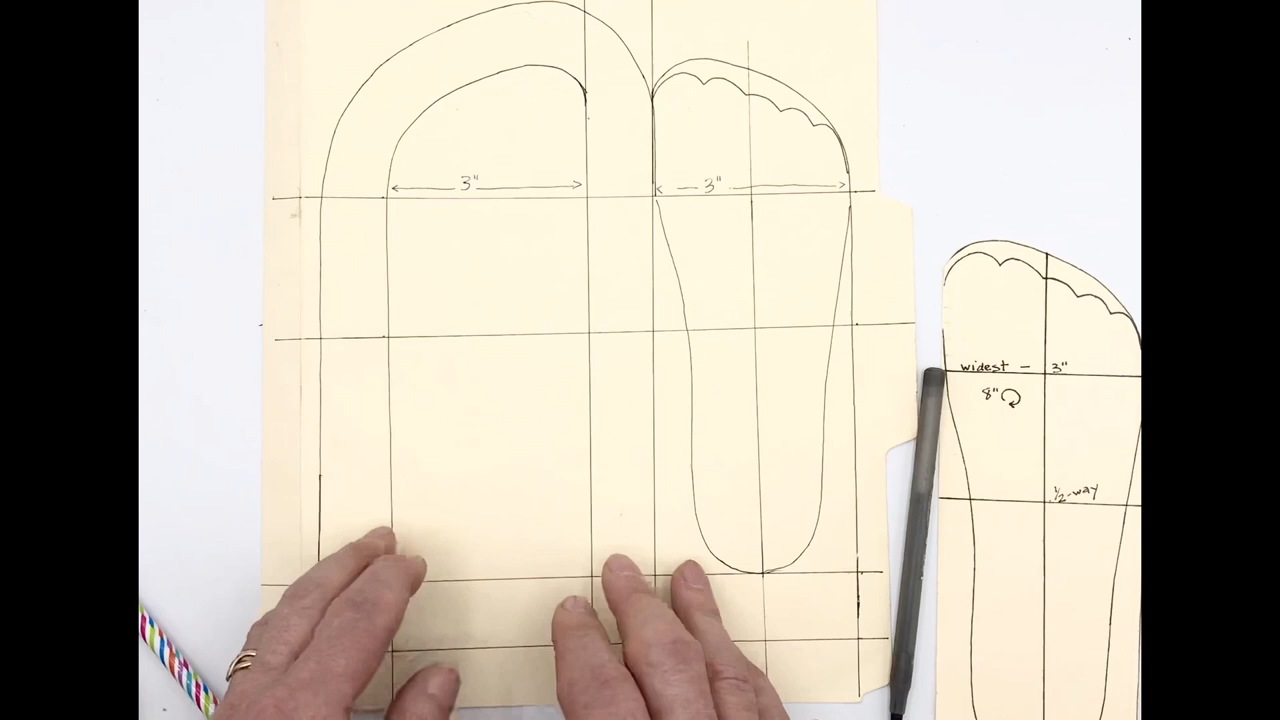 3"
3"
widest - 3"
8"
1/2-way